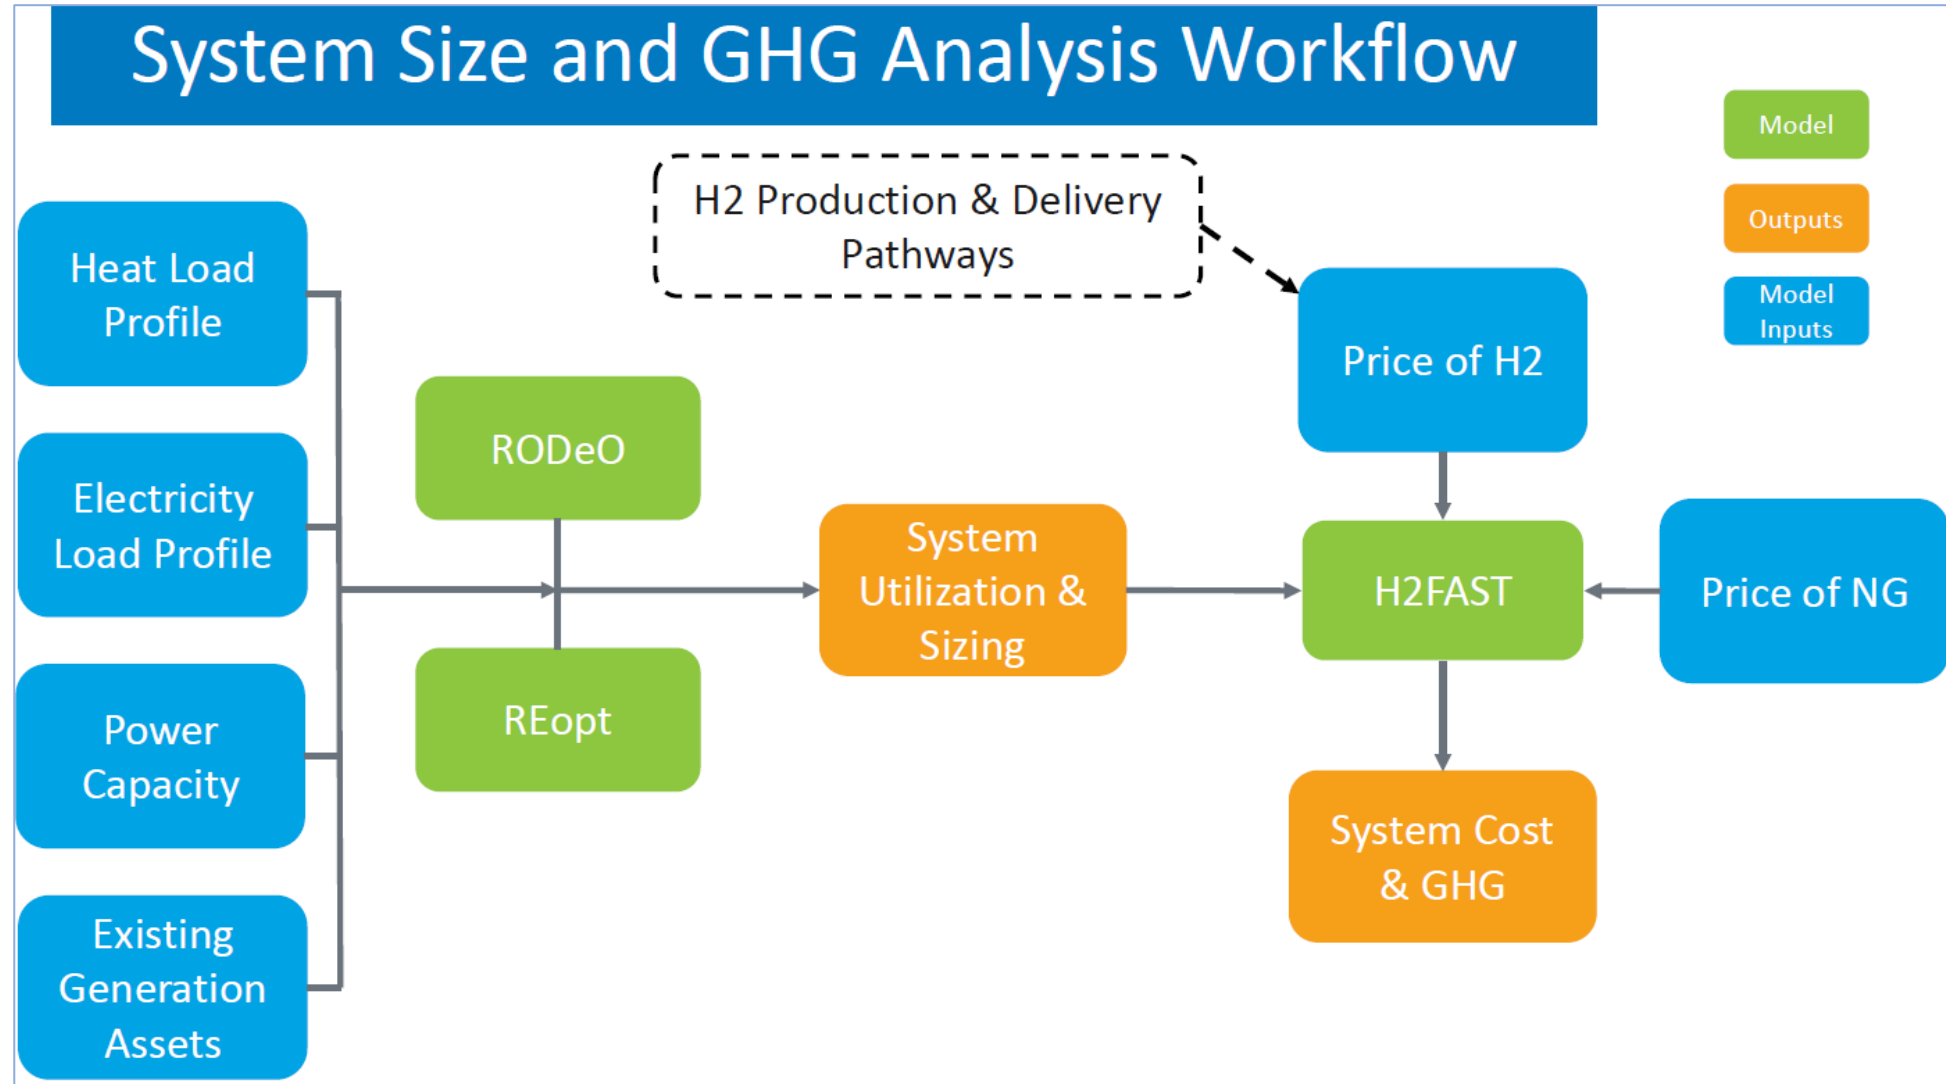 System Size and GHG Analysis Workflow
Model
Outputs
Model
Inputs
H2 Production & Delivery
Pathways
Heat Load
Profile
Price of H2
RODeO
Electricity
Load Profile
System
Utilization &
Sizing
H2FAST
Price of NG
REopt
Power
Capacity
System Cost
& GHG
Existing
Generation
Assets